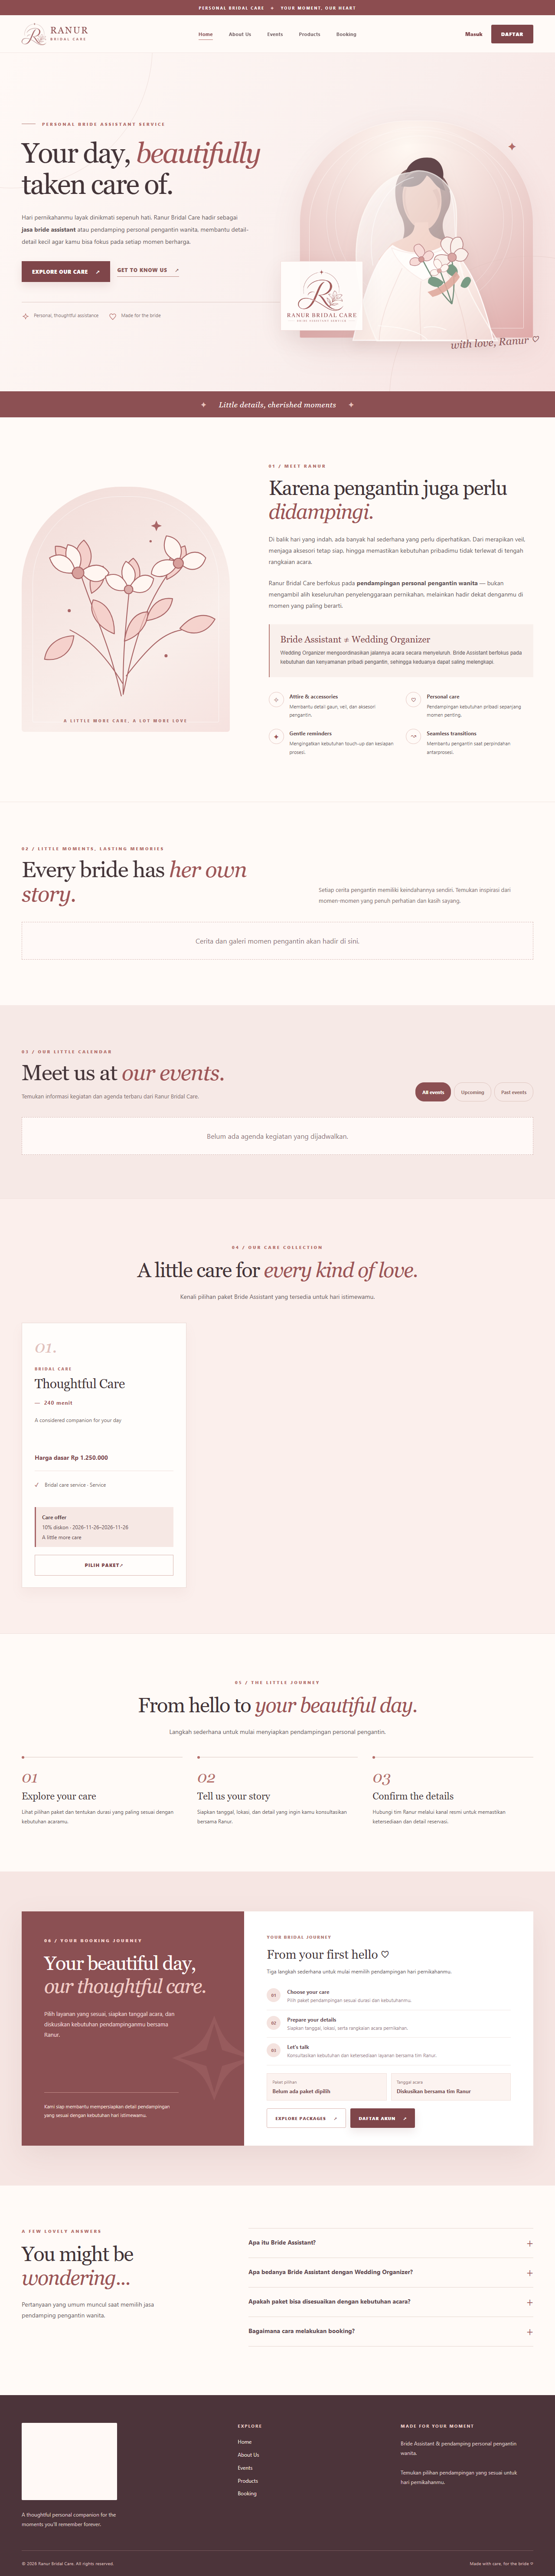 PERSONAL BRIDAL CARE ✦ YOUR MOMENT, OUR HEART
RANUR
BRIDAL CARE
Home
About Us
Events
Products
Booking
Masuk
DAFTAR
PERSONAL BRIDE ASSISTANT SERVICE
Your day, beautifully
taken care of.
Hari pernikahanmu layak dinikmati sepenuh hati. Ranur Bridal Care hadir sebagai
jasa bride assistant atau pendamping personal pengantin wanita, membantu detail-
detail kecil agar kamu bisa fokus pada setiap momen berharga.
EXPLORE OUR CARE ↗
GET TO KNOW US ↗
Personal, thoughtful assistance
Made for the bride
RANUR BRIDAL CARE
BRIDE ASSISTANT SERVICE
with love, Ranur ♡
✦ Little details, cherished moments ✦
01 / MEET RANUR
Karena pengantin juga perlu
didampingi.
Di balik hari yang indah, ada banyak hal sederhana yang perlu diperhatikan. Dari merapikan veil,
menjaga aksesori tetap siap, hingga memastikan kebutuhan pribadimu tidak terlewat di tengah
rangkaian acara.
Ranur Bridal Care berfokus pada pendampingan personal pengantin wanita — bukan
mengambil alih keseluruhan penyelenggaraan pernikahan, melainkan hadir dekat denganmu di
momen yang paling berarti.
Bride Assistant ≠ Wedding Organizer
Wedding Organizer mengoordinasikan jalannya acara secara menyeluruh. Bride Assistant berfokus pada
kebutuhan dan kenyamanan pribadi pengantin, sehingga keduanya dapat saling melengkapi.
Attire & accessories
Membantu detail gaun, veil, dan aksesori
pengantin.
Personal care
Mendampingi kebutuhan pribadi sepanjang
momen penting.
Gentle reminders
Mengingatkan kebutuhan touch-up dan kesiapan
prosesi.
Seamless transitions
Membantu pengantin saat perpindahan
antarprosesi.
A LITTLE MORE CARE, A LOT MORE LOVE
02 / LITTLE MOMENTS, LASTING MEMORIES
Every bride has her own
story.
Setiap cerita pengantin memiliki keindahannya sendiri. Temukan inspirasi dari
momen-momen yang penuh perhatian dan kasih sayang.
Cerita dan galeri momen pengantin akan hadir di sini.
03 / OUR LITTLE CALENDAR
Meet us at our events.
Temukan informasi kegiatan dan agenda terbaru dari Ranur Bridal Care.
All events
Upcoming
Past events
Belum ada agenda kegiatan yang dijadwalkan.
04 / OUR CARE COLLECTION
A little care for every kind of love.
Kenali pilihan paket Bride Assistant yang tersedia untuk hari istimewamu.
01.
BRIDAL CARE
Thoughtful Care
— 240 menit
A considered companion for your day
Harga dasar Rp 1.250.000
✓ Bridal care service · Service
Care offer
10% diskon · 2026-11-26–2026-11-26
A little more care
PILIH PAKET↗
05 / THE LITTLE JOURNEY
From hello to your beautiful day.
Langkah sederhana untuk mulai menyiapkan pendampingan personal pengantin.
01
Explore your care
Lihat pilihan paket dan tentukan durasi yang paling sesuai dengan
kebutuhan acaramu.
02
Tell us your story
Siapkan tanggal, lokasi, dan detail yang ingin kamu konsultasikan
bersama Ranur.
03
Confirm the details
Hubungi tim Ranur melalui kanal resmi untuk memastikan
ketersediaan dan detail reservasi.
06 / YOUR BOOKING JOURNEY
Your beautiful day,
our thoughtful care.
Pilih layanan yang sesuai, siapkan tanggal acara, dan
diskusikan kebutuhan pendampinganmu bersama
Ranur.
Kami siap membantu mempersiapkan detail pendampingan
yang sesuai dengan kebutuhan hari istimewamu.
YOUR BRIDAL JOURNEY
From your first hello ♡
Tiga langkah sederhana untuk mulai memilih pendampingan hari pernikahanmu.
01
Choose your care
Pilih paket pendampingan sesuai durasi dan kebutuhanmu.
02
Prepare your details
Siapkan tanggal, lokasi, serta rangkaian acara pernikahan.
03
Let's talk
Konsultasikan kebutuhan dan ketersediaan layanan bersama tim Ranur.
Paket pilihan
Belum ada paket dipilih
Tanggal acara
Diskusikan bersama tim Ranur
EXPLORE PACKAGES ↗
DAFTAR AKUN ↗
A FEW LOVELY ANSWERS
You might be
wondering...
Pertanyaan yang umum muncul saat memilih jasa
pendamping pengantin wanita.
Apa itu Bride Assistant?
Apa bedanya Bride Assistant dengan Wedding Organizer?
Apakah paket bisa disesuaikan dengan kebutuhan acara?
Bagaimana cara melakukan booking?
A thoughtful personal companion for the
moments you'll remember forever.
EXPLORE
Home
About Us
Events
Products
Booking
MADE FOR YOUR MOMENT
Bride Assistant & pendamping personal pengantin
wanita.
Temukan pilihan pendampingan yang sesuai untuk
hari pernikahanmu.
© 2026 Ranur Bridal Care. All rights reserved.
Made with care, for the bride ♡